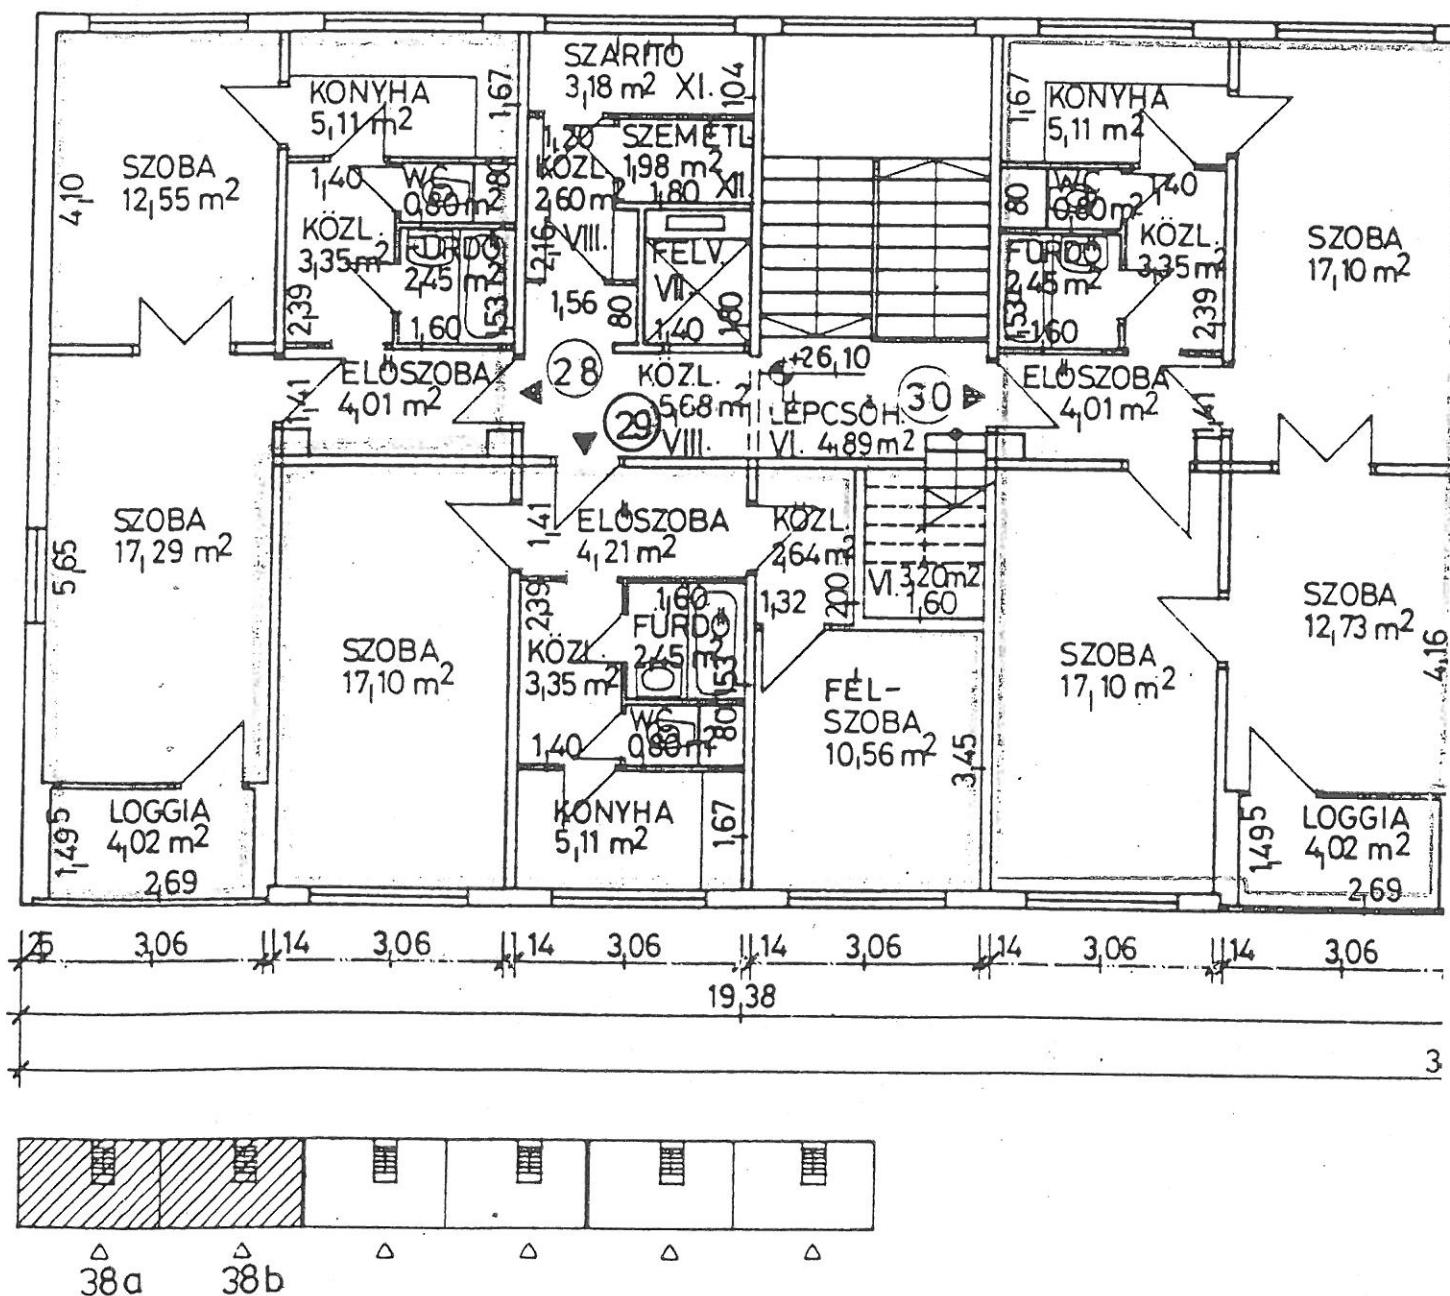 SZÁRÍTÓ
3,18 m2 XI.
104
KONYHA
5,11 m2
1,67
SZOBA
12,55 m2
4,10
1,20
KÖZL.
2,60 m2
VIII.
2,16
1,56
SZEMÉTL.
1,98 m2
XII.
1,80
WC
0,80 m2
80
1,40
KÖZL.
3,35 m2
2,39
FÜRDŐ
2,45 m2
1,53
1,60
FELV.
VII.
1,80
1,40
80
1,67
KONYHA
5,11 m2
80
WC
0,80 m2
1,40
KÖZL.
3,35 m2
2,39
FÜRDŐ
2,45 m2
1,53
1,60
SZOBA
17,10 m2
ELŐSZOBA
4,01 m2
1,41
28
29
KÖZL.
5,68 m2
VIII.
+26,10
LÉPCSŐH.
VI. 4,89 m2
30
ELŐSZOBA
4,01 m2
1,41
SZOBA
17,29 m2
5,65
SZOBA
17,10 m2
1,41
ELŐSZOBA
4,21 m2
KÖZL.
2,64 m2
1,32
2,00
VI. 3,20m2
1,60
2,39
KÖZL.
3,35 m2
1,60
FÜRDŐ
2,45 m2
1,53
WC
0,80 m2
80
1,40
KONYHA
5,11 m2
1,67
FÉL-
SZOBA
10,56 m2
3,45
SZOBA
17,10 m2
SZOBA
12,73 m2
4,16
LOGGIA
4,02 m2
1,495
2,69
LOGGIA
4,02 m2
1,495
2,69
25 3,06 14 3,06 14 3,06 14 3,06 14 3,06 14 3,06
19,38
3
38a 38b